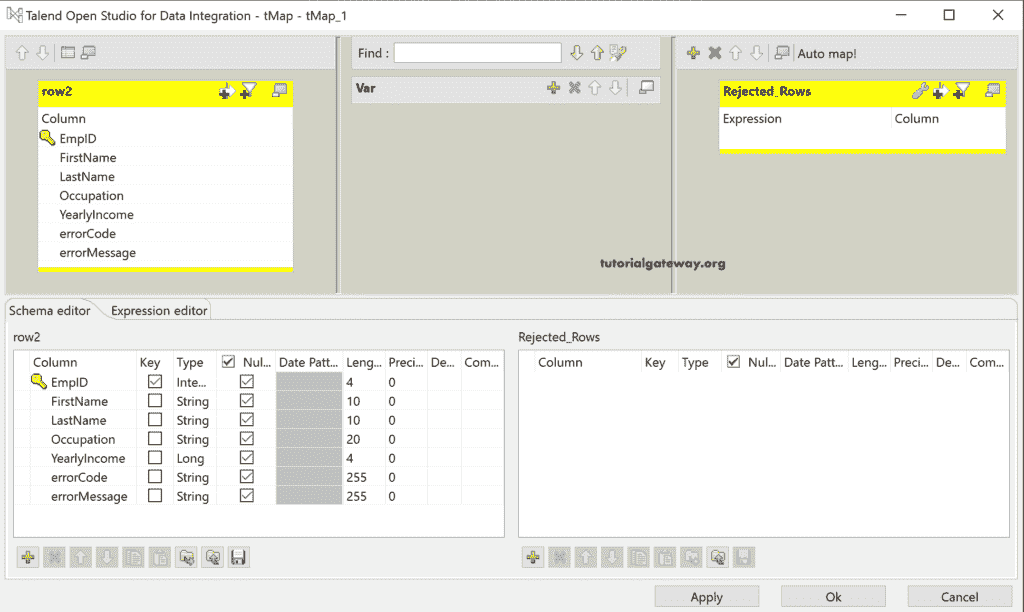 Talend Open Studio for Data Integration - tMap - tMap_1
Find :
Auto map!
row2
Column
EmpID
FirstName
LastName
Occupation
YearlyIncome
errorCode
errorMessage
Var
Rejected_Rows
Expression Column
tutorialgateway.org
Schema editor Expression editor
row2
Column Key Type Nul... Date Patt... Leng... Preci... De... Com...
EmpID Inte... 4 0
FirstName String 10 0
LastName String 10 0
Occupation String 20 0
YearlyIncome Long 4 0
errorCode String 255 0
errorMessage String 255 0
Rejected_Rows
Column Key Type Nul... Date Patt... Leng... Preci... De... Com...
Apply Ok Cancel